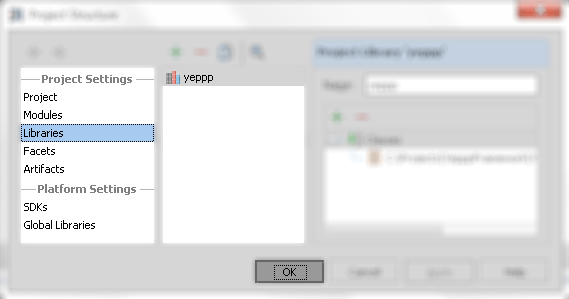 Project Structure
Project Settings
Project
Modules
Libraries
Facets
Artifacts
Platform Settings
SDKs
Global Libraries
yeppp
Project Library 'yeppp'
Name:
yeppp
Classes
OK
Cancel
Apply
Help